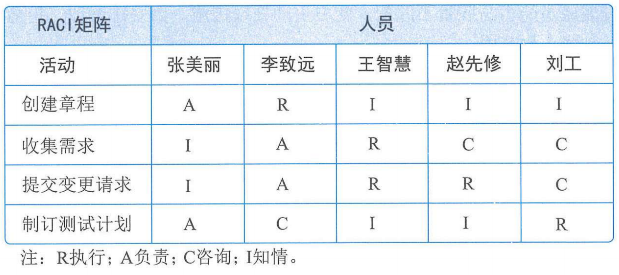 RACI矩阵 人员
活动 张美丽 李致远 王智慧 赵先修 刘工
创建章程 A R I I I
收集需求 I A R C C
提交变更请求 I A R R C
制订测试计划 A C I I R
注：R执行；A负责；C咨询；I知情。